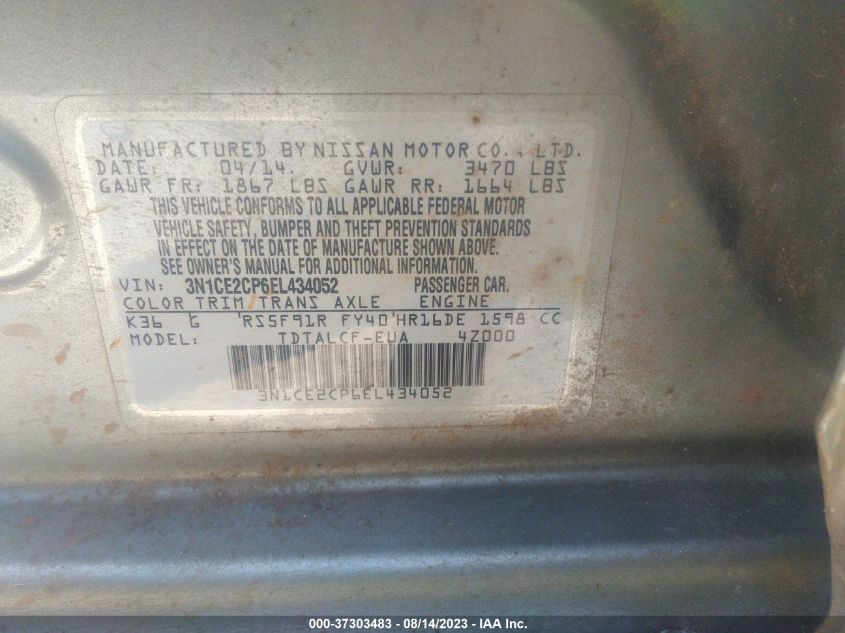 MANUFACTURED BY NISSAN MOTOR CO., LTD.
DATE: 04/14. GVWR: 3470 LBS
GAWR FR: 1867 LBS GAWR RR: 1664 LBS
THIS VEHICLE CONFORMS TO ALL APPLICABLE FEDERAL MOTOR
VEHICLE SAFETY, BUMPER AND THEFT PREVENTION STANDARDS
IN EFFECT ON THE DATE OF MANUFACTURE SHOWN ABOVE.
SEE OWNER'S MANUAL FOR ADDITIONAL INFORMATION.
VIN: 3N1CE2CP6EL434052 PASSENGER CAR.
COLOR TRIM/TRANS AXLE ENGINE
K36 G RS5F91R FY40 HR16DE 1598 CC
MODEL: TDTALCF-EUA 4Z000
3N1CE2CP6EL434052
000-37303483 - 08/14/2023 - IAA Inc.